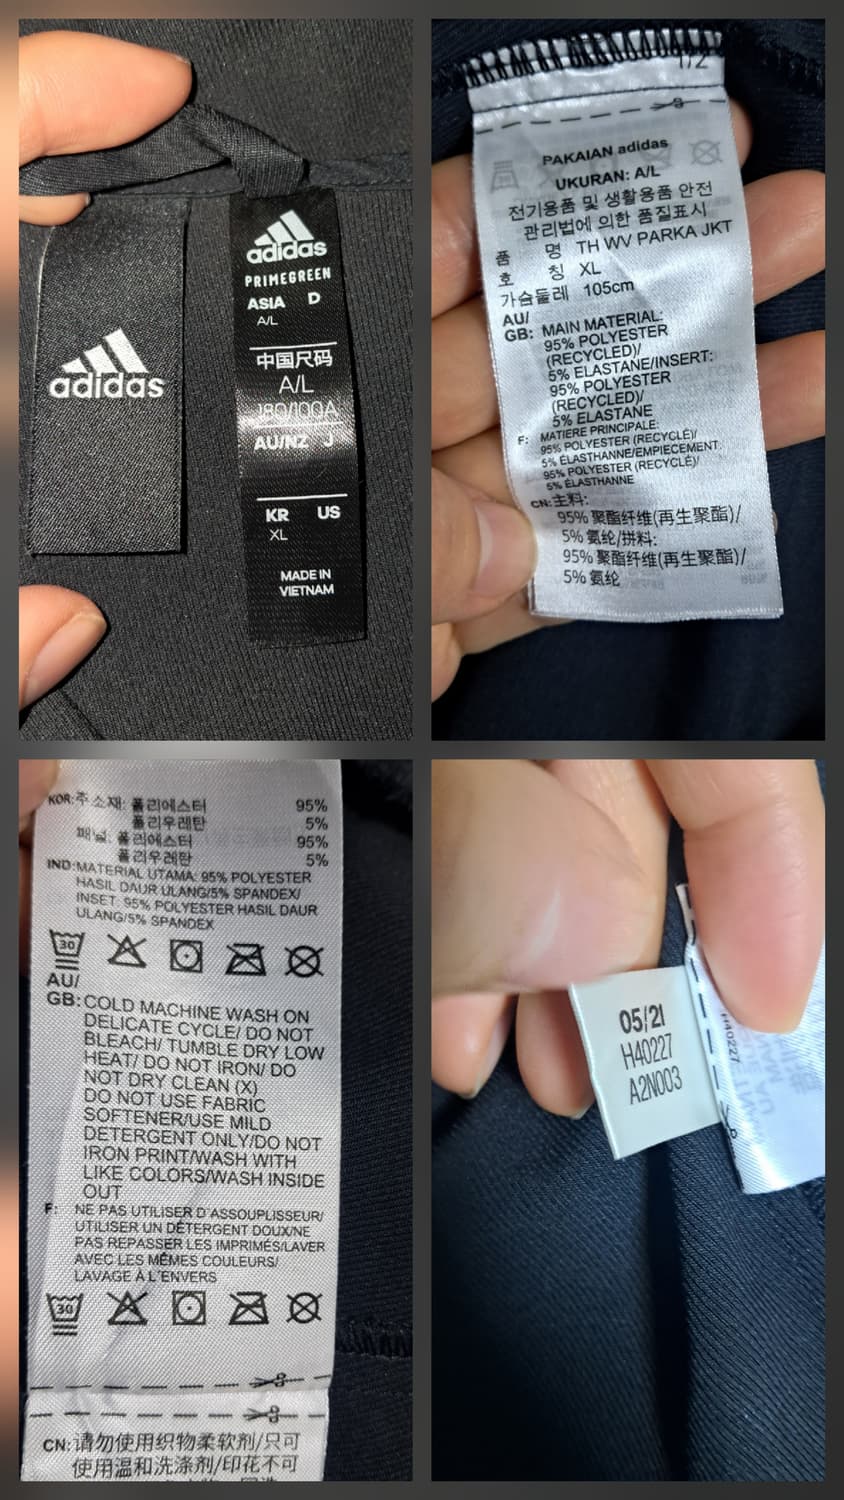 adidas
adidas
PRIMEGREEN
ASIA D
A/L
中国尺码
A/L
180/100A
AU/NZ J
KR US
XL
MADE IN
VIETNAM
1/2
PAKAIAN adidas
UKURAN: A/L
전기용품 및 생활용품 안전
관리법에 의한 품질표시
품 명 TH WV PARKA JKT
호 칭 XL
가슴둘레 105cm
AU/
GB: MAIN MATERIAL:
95% POLYESTER
(RECYCLED)/
5% ELASTANE/INSERT:
95% POLYESTER
(RECYCLED)/
5% ELASTANE
F: MATIERE PRINCIPALE:
95% POLYESTER (RECYCLÉ)/
5% ÉLASTHANNE/EMPIECEMENT:
95% POLYESTER (RECYCLÉ)/
5% ÉLASTHANNE
CN:主料:
95% 聚酯纤维(再生聚酯)/
5% 氨纶/拼料:
95% 聚酯纤维(再生聚酯)/
5% 氨纶
KOR:주소재: 폴리에스터 95%
폴리우레탄 5%
패널: 폴리에스터 95%
폴리우레탄 5%
IND:MATERIAL UTAMA: 95% POLYESTER
HASIL DAUR ULANG/5% SPANDEX/
INSET: 95% POLYESTER HASIL DAUR
ULANG/5% SPANDEX
30
AU/
GB:COLD MACHINE WASH ON
DELICATE CYCLE/ DO NOT
BLEACH/ TUMBLE DRY LOW
HEAT/ DO NOT IRON/ DO
NOT DRY CLEAN (X)
DO NOT USE FABRIC
SOFTENER/USE MILD
DETERGENT ONLY/DO NOT
IRON PRINT/WASH WITH
LIKE COLORS/WASH INSIDE
OUT
F: NE PAS UTILISER D'ASSOUPLISSEUR/
UTILISER UN DÉTERGENT DOUX/NE
PAS REPASSER LES IMPRIMÉS/LAVER
AVEC LES MÊMES COULEURS/
LAVAGE À L'ENVERS
30
CN:请勿使用织物柔软剂/只可
使用温和洗涤剂/印花不可
05/21
H40227
A2N003
H40227